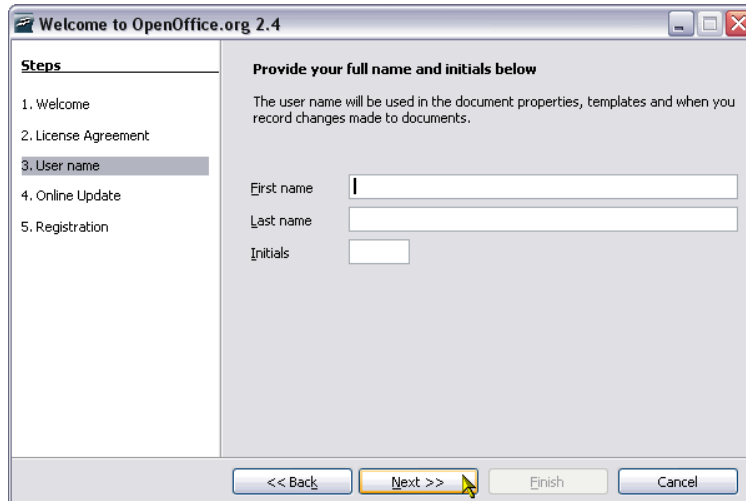 Welcome to OpenOffice.org 2.4
Steps
1. Welcome
2. License Agreement
3. User name
4. Online Update
5. Registration
Provide your full name and initials below
The user name will be used in the document properties, templates and when you
record changes made to documents.
First name
Last name
Initials
<< Back
Next >>
Finish
Cancel